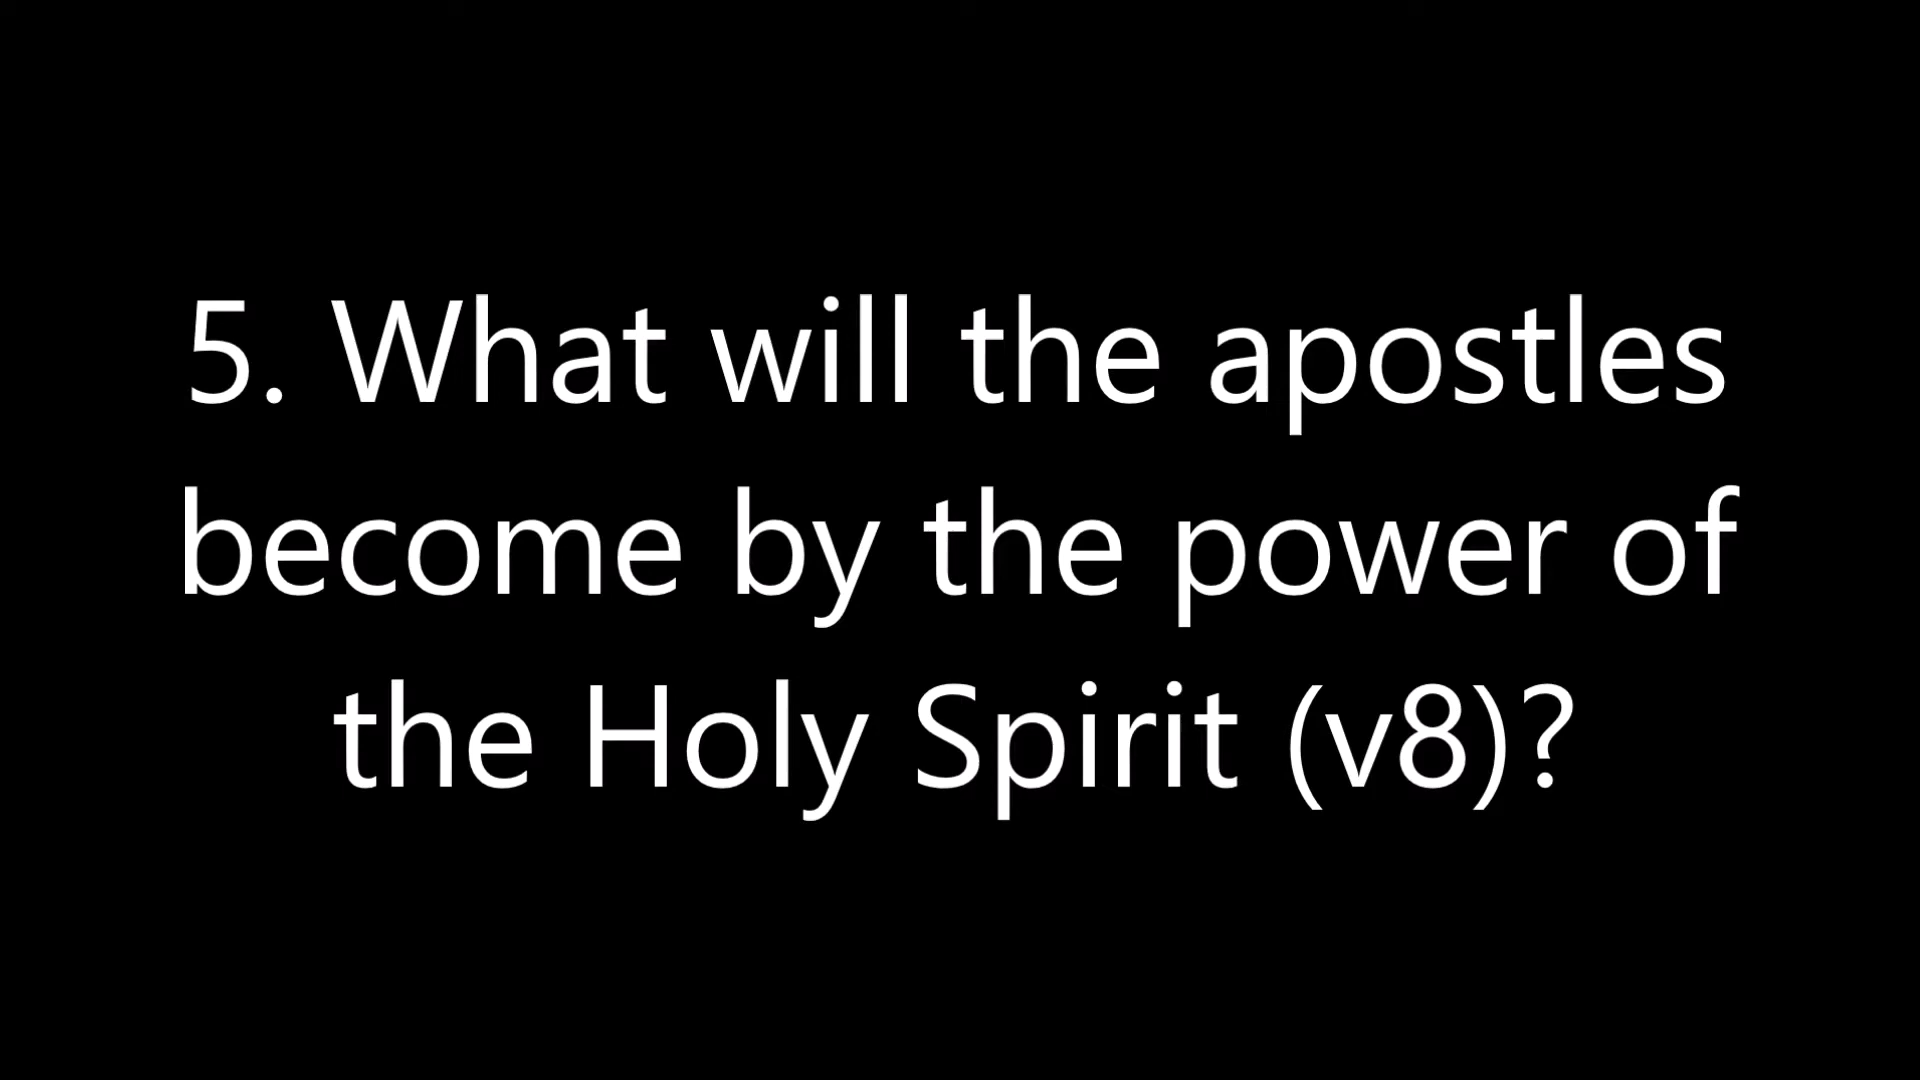 5. What will the apostles
become by the power of
the Holy Spirit (v8)?